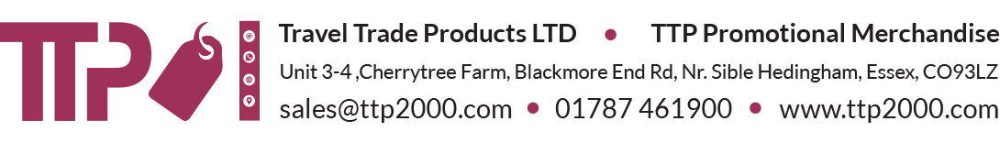 TTP
Travel Trade Products LTD • TTP Promotional Merchandise
Unit 3-4 ,Cherrytree Farm, Blackmore End Rd, Nr. Sible Hedingham, Essex, CO93LZ
sales@ttp2000.com • 01787 461900 • www.ttp2000.com